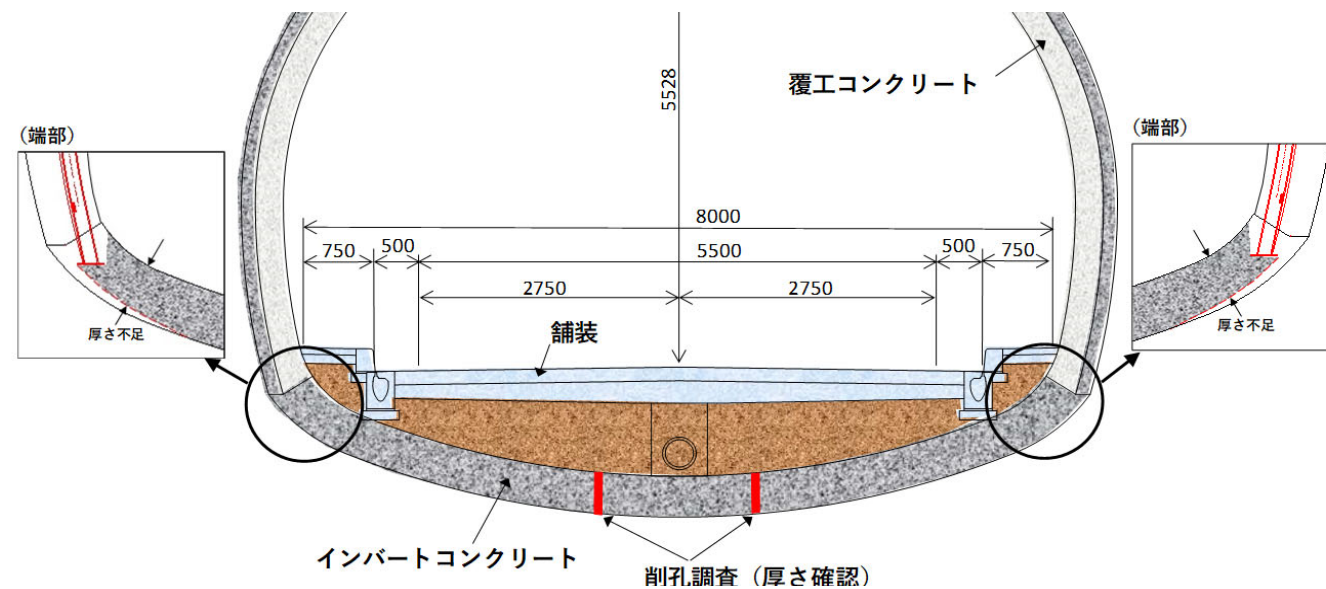 覆工コンクリート
5528
（端部）
（端部）
8000
750
500
5500
500
750
2750
2750
舗装
厚さ不足
厚さ不足
インバートコンクリート
削孔調査（厚さ確認）